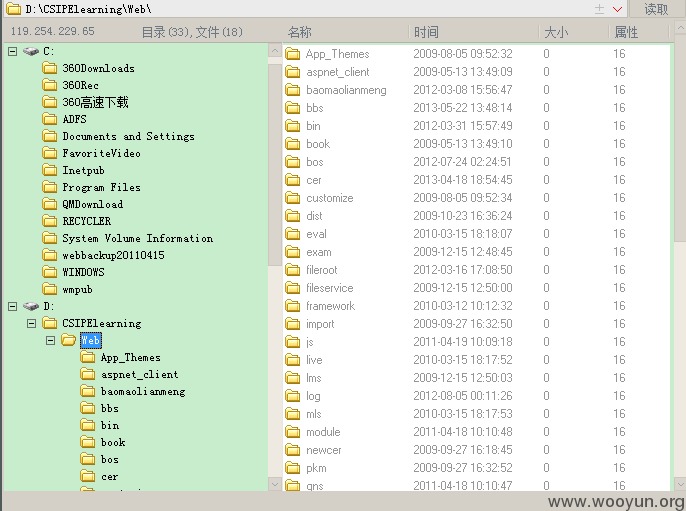 D:\CSIPElearning\Web\ 读取
119.254.229.65 目录(33),文件(18) 名称 时间 大小 属性
C:
360Downloads
360Rec
360高速下载
ADFS
Documents and Settings
FavoriteVideo
Inetpub
Program Files
QMDownload
RECYCLER
System Volume Information
webbackup20110415
WINDOWS
wmpub
D:
CSIPElearning
Web
App_Themes
aspnet_client
baomaolianmeng
bbs
bin
book
bos
cer
App_Themes 2009-08-05 09:52:32 0 16
aspnet_client 2009-05-13 13:49:09 0 16
baomaolianmeng 2012-03-08 15:56:47 0 16
bbs 2013-05-22 13:48:14 0 16
bin 2012-03-31 15:57:49 0 16
book 2009-05-13 13:49:10 0 16
bos 2012-07-24 02:24:51 0 16
cer 2013-04-18 18:54:45 0 16
customize 2009-08-05 09:52:34 0 16
dist 2009-10-23 16:36:24 0 16
eval 2010-03-15 18:18:07 0 16
exam 2009-12-15 12:48:45 0 16
fileroot 2012-03-16 17:08:50 0 16
fileservice 2009-12-15 12:50:00 0 16
framework 2010-03-12 10:12:32 0 16
import 2009-09-27 16:32:50 0 16
js 2011-04-19 10:09:18 0 16
live 2010-03-15 18:17:52 0 16
lms 2009-12-15 12:50:03 0 16
log 2012-08-05 00:11:26 0 16
mls 2010-03-15 18:17:53 0 16
module 2011-04-18 10:10:48 0 16
newcer 2009-09-27 16:18:45 0 16
pkm 2009-09-27 16:32:52 0 16
qns 2011-04-18 10:10:47 0 16
www.wooyun.org